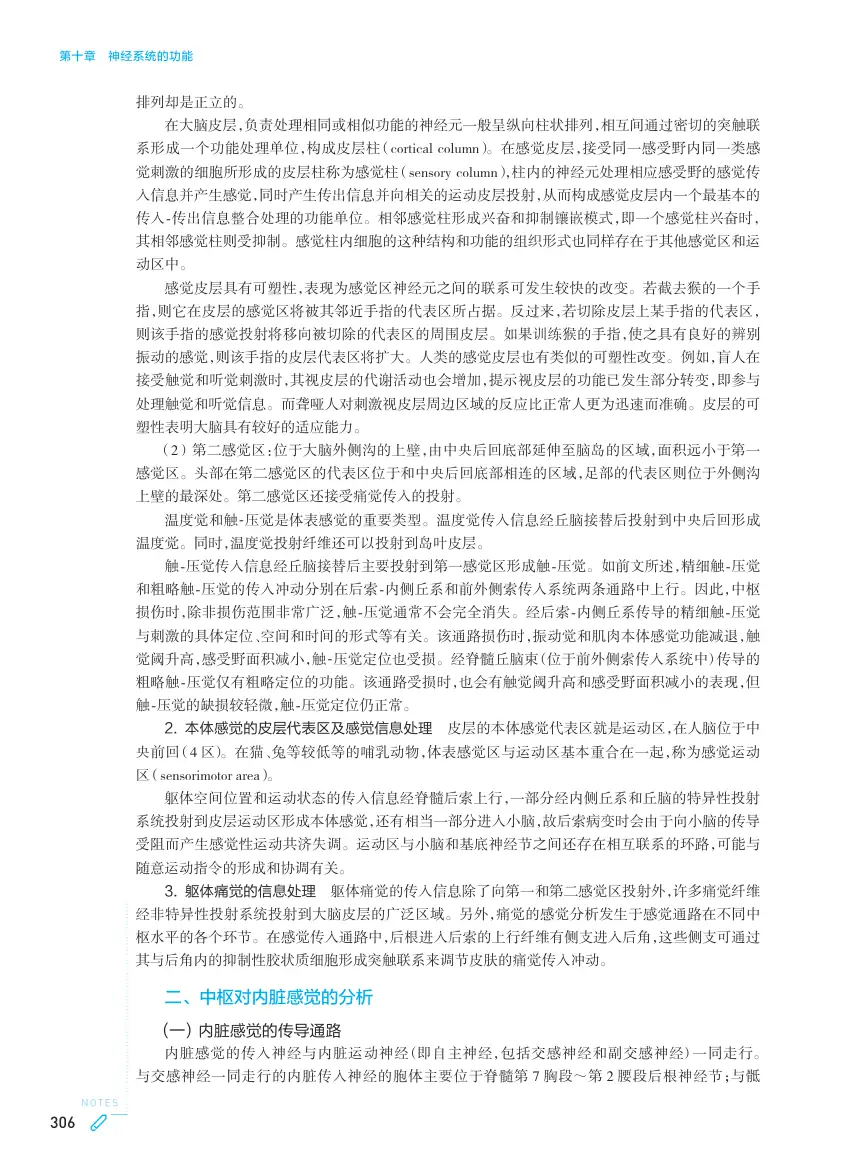 第十章　神经系统的功能
排列却是正立的。
在大脑皮层，负责处理相同或相似功能的神经元一般呈纵向柱状排列，相互间通过密切的突触联
系形成一个功能处理单位，构成皮层柱（cortical column）。在感觉皮层，接受同一感受野内同一类感
觉刺激的细胞所形成的皮层柱称为感觉柱（sensory column），柱内的神经元处理相应感受野的感觉传
入信息并产生感觉，同时产生传出信息并向相关的运动皮层投射，从而构成感觉皮层内一个最基本的
传入-传出信息整合处理的功能单位。相邻感觉柱形成兴奋和抑制镶嵌模式，即一个感觉柱兴奋时，
其相邻感觉柱则受抑制。感觉柱内细胞的这种结构和功能的组织形式也同样存在于其他感觉区和运
动区中。
感觉皮层具有可塑性，表现为感觉区神经元之间的联系可发生较快的改变。若截去猴的一个手
指，则它在皮层的感觉区将被其邻近手指的代表区所占据。反过来，若切除皮层上某手指的代表区，
则该手指的感觉投射将移向被切除的代表区的周围皮层。如果训练猴的手指，使之具有良好的辨别
振动的感觉，则该手指的皮层代表区将扩大。人类的感觉皮层也有类似的可塑性改变。例如，盲人在
接受触觉和听觉刺激时，其视皮层的代谢活动也会增加，提示视皮层的功能已发生部分转变，即参与
处理触觉和听觉信息。而聋哑人对刺激视皮层周边区域的反应比正常人更为迅速而准确。皮层的可
塑性表明大脑具有较好的适应能力。
（2）第二感觉区：位于大脑外侧沟的上壁，由中央后回底部延伸至脑岛的区域，面积远小于第一
感觉区。头部在第二感觉区的代表区位于和中央后回底部相连的区域，足部的代表区则位于外侧沟
上壁的最深处。第二感觉区还接受痛觉传入的投射。
温度觉和触-压觉是体表感觉的重要类型。温度觉传入信息经丘脑接替后投射到中央后回形成
温度觉。同时，温度觉投射纤维还可以投射到岛叶皮层。
触-压觉传入信息经丘脑接替后主要投射到第一感觉区形成触-压觉。如前文所述，精细触-压觉
和粗略触-压觉的传入冲动分别在后索-内侧丘系和前外侧索传入系统两条通路中上行。因此，中枢
损伤时，除非损伤范围非常广泛，触-压觉通常不会完全消失。经后索-内侧丘系传导的精细触-压觉
与刺激的具体定位、空间和时间的形式等有关。该通路损伤时，振动觉和肌肉本体感觉功能减退，触
觉阈升高，感受野面积减小，触-压觉定位也受损。经脊髓丘脑束（位于前外侧索传入系统中）传导的
粗略触-压觉仅有粗略定位的功能。该通路受损时，也会有触觉阈升高和感受野面积减小的表现，但
触-压觉的缺损较轻微，触-压觉定位仍正常。
2. 本体感觉的皮层代表区及感觉信息处理　皮层的本体感觉代表区就是运动区，在人脑位于中
央前回（4 区）。在猫、兔等较低等的哺乳动物，体表感觉区与运动区基本重合在一起，称为感觉运动
区（sensorimotor area）。
躯体空间位置和运动状态的传入信息经脊髓后索上行，一部分经内侧丘系和丘脑的特异性投射
系统投射到皮层运动区形成本体感觉，还有相当一部分进入小脑，故后索病变时会由于向小脑的传导
受阻而产生感觉性运动共济失调。运动区与小脑和基底神经节之间还存在相互联系的环路，可能与
随意运动指令的形成和协调有关。
3. 躯体痛觉的信息处理　躯体痛觉的传入信息除了向第一和第二感觉区投射外，许多痛觉纤维
经非特异性投射系统投射到大脑皮层的广泛区域。另外，痛觉的感觉分析发生于感觉通路在不同中
枢水平的各个环节。在感觉传入通路中，后根进入后索的上行纤维有侧支进入后角，这些侧支可通过
其与后角内的抑制性胶状质细胞形成突触联系来调节皮肤的痛觉传入冲动。
二、中枢对内脏感觉的分析
（一）内脏感觉的传导通路
内脏感觉的传入神经与内脏运动神经（即自主神经，包括交感神经和副交感神经）一同走行。
与交感神经一同走行的内脏传入神经的胞体主要位于脊髓第 7 胸段～第 2 腰段后根神经节；与骶
NOTES
306